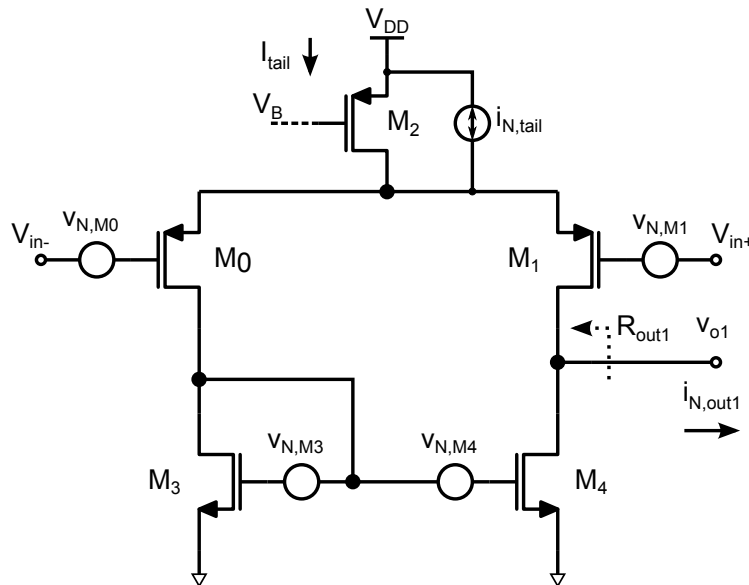 V_DD
I_tail
V_B
M_2
i_N,tail
v_N,M0
v_N,M1
V_in-
V_in+
M0
M_1
R_out1
v_o1
i_N,out1
v_N,M3
v_N,M4
M_3
M_4